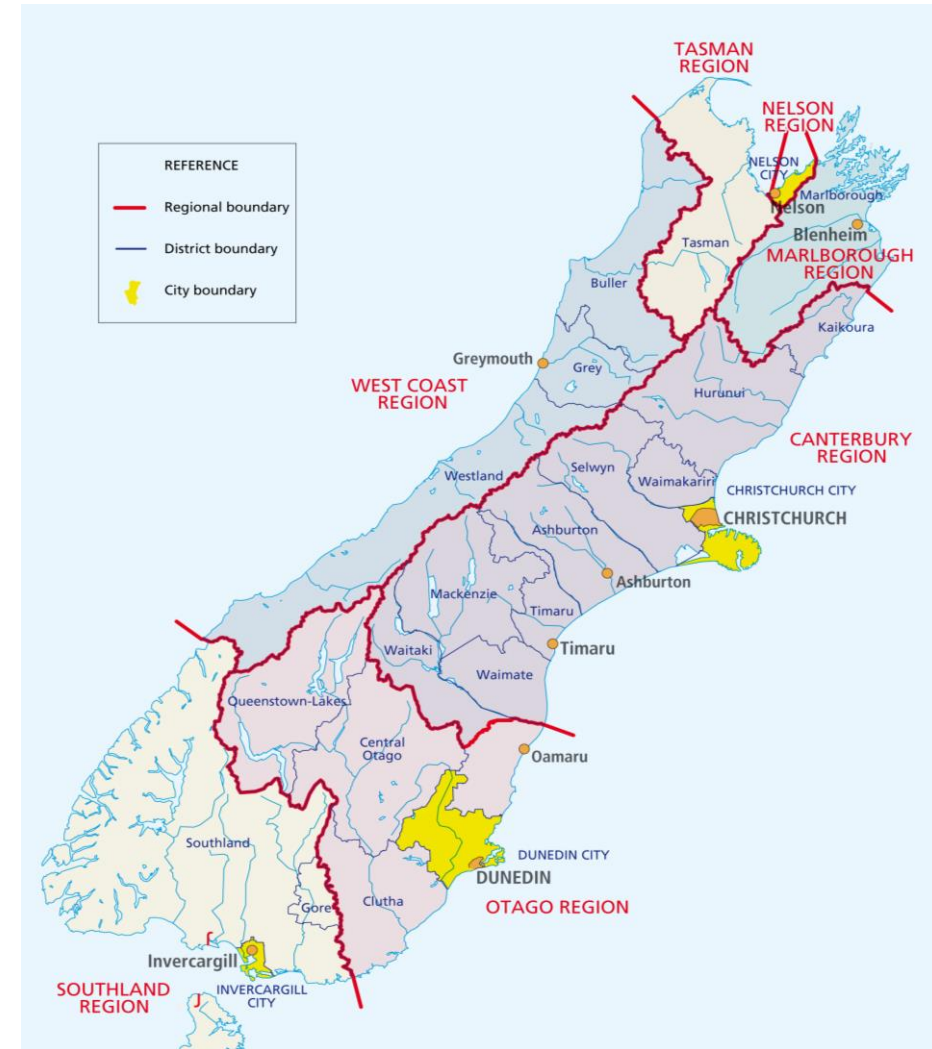 TASMAN
REGION
NELSON
REGION
REFERENCE
Regional boundary
District boundary
City boundary
NELSON
CITY
Marlborough
Nelson
Blenheim
Tasman
MARLBOROUGH
REGION
Buller
Kaikoura
Greymouth
Grey
WEST COAST
REGION
Hurunui
CANTERBURY
REGION
Selwyn
Westland
Waimakariri
CHRISTCHURCH CITY
CHRISTCHURCH
Ashburton
Ashburton
Mackenzie
Timaru
Timaru
Waitaki
Waimate
Queenstown-Lakes
Central
Otago
Oamaru
Southland
DUNEDIN CITY
DUNEDIN
Clutha
Gore
OTAGO REGION
Invercargill
SOUTHLAND
REGION
INVERCARGILL
CITY